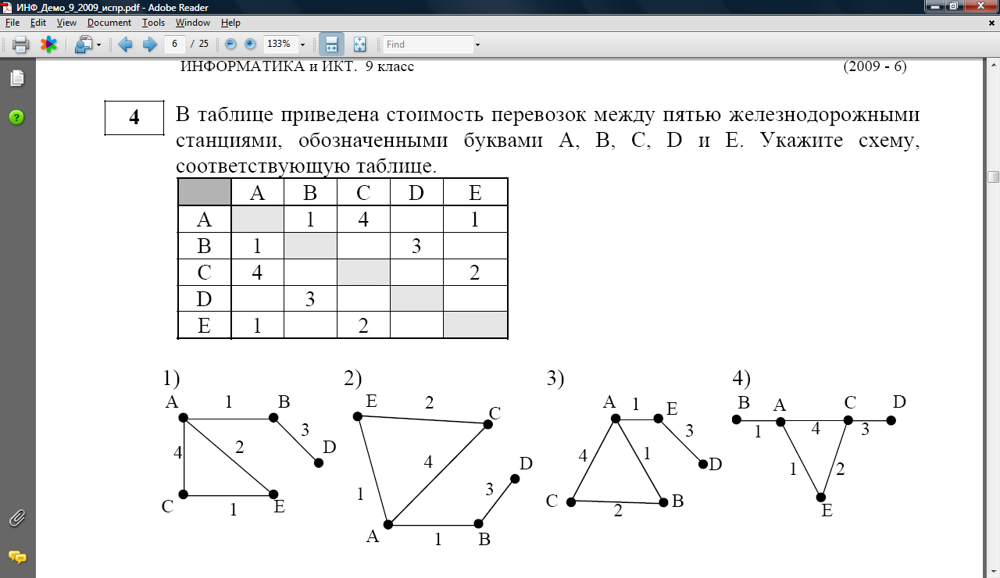 ИНФ_Демо_9_2009_испр.pdf - Adobe Reader
File Edit View Document Tools Window Help
6 / 25 133% Find
ИНФОРМАТИКА и ИКТ. 9 класс (2009 - 6)
4 В таблице приведена стоимость перевозок между пятью железнодорожными
станциями, обозначенными буквами A, B, C, D и E. Укажите схему,
соответствующую таблице.
A B C D E
A 1 4 1
B 1 3
C 4 2
D 3
E 1 2
1) 2) 3) 4)
A 1 B 3 D 4 2 C 1 E
E 2 C 4 D 3 1 A 1 B
A 1 E 3 D 4 1 C 2 B
B A C D 1 4 3 1 2 E